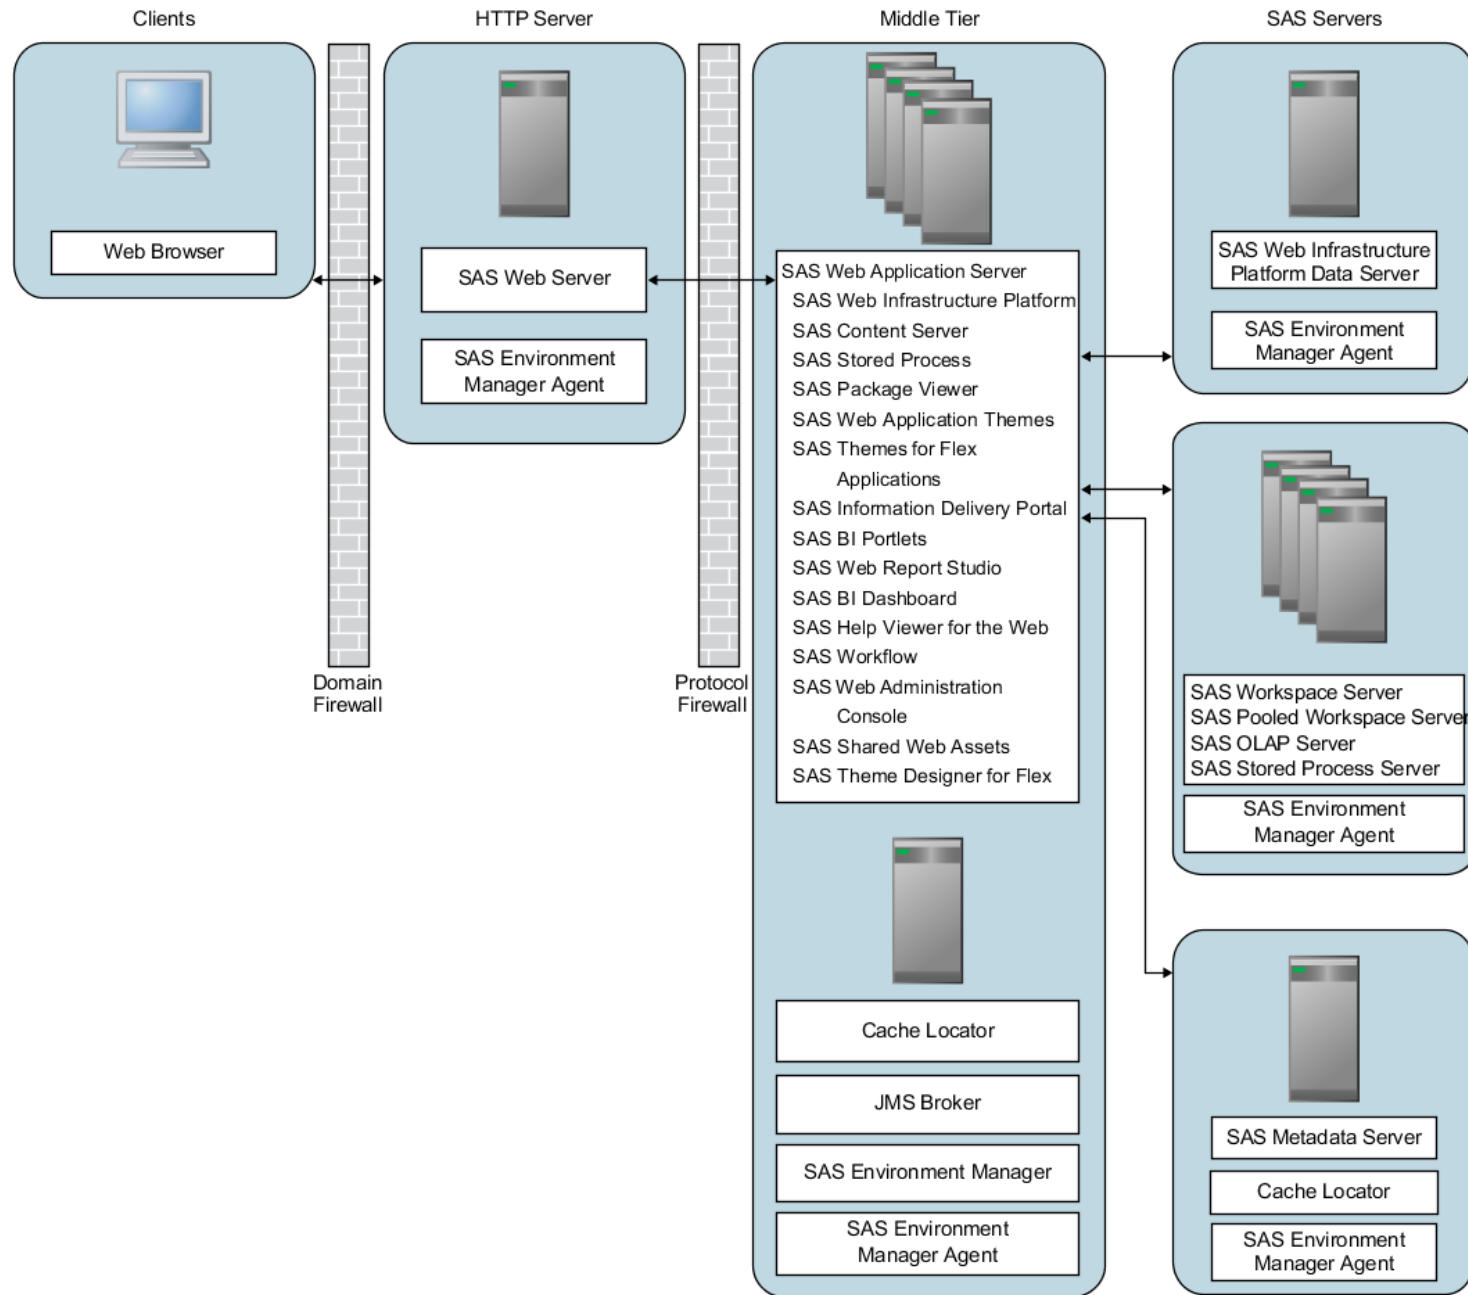 Clients
HTTP Server
Middle Tier
SAS Servers
Web Browser
Domain
Firewall
SAS Web Server
SAS Environment
Manager Agent
Protocol
Firewall
SAS Web Application Server
SAS Web Infrastructure Platform
SAS Content Server
SAS Stored Process
SAS Package Viewer
SAS Web Application Themes
SAS Themes for Flex
Applications
SAS Information Delivery Portal
SAS BI Portlets
SAS Web Report Studio
SAS BI Dashboard
SAS Help Viewer for the Web
SAS Workflow
SAS Web Administration
Console
SAS Shared Web Assets
SAS Theme Designer for Flex
Cache Locator
JMS Broker
SAS Environment Manager
SAS Environment
Manager Agent
SAS Web Infrastructure
Platform Data Server
SAS Environment
Manager Agent
SAS Workspace Server
SAS Pooled Workspace Server
SAS OLAP Server
SAS Stored Process Server
SAS Environment
Manager Agent
SAS Metadata Server
Cache Locator
SAS Environment
Manager Agent